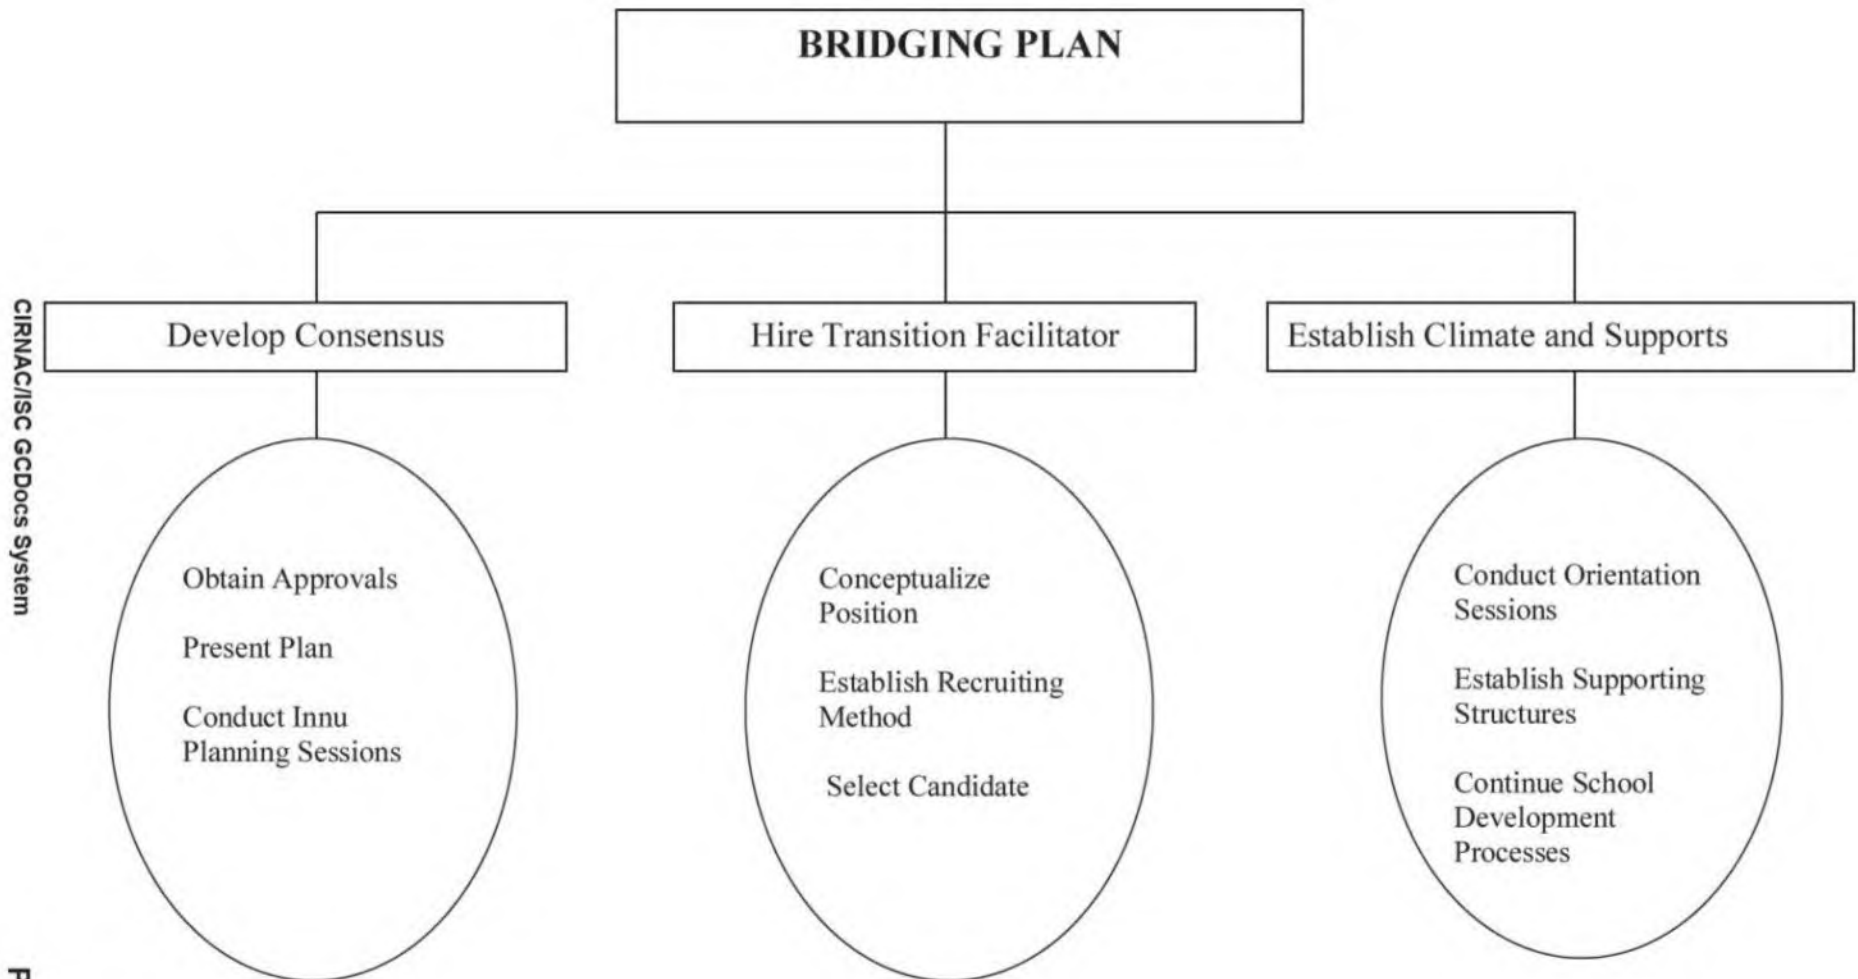 BRIDGING PLAN
Develop Consensus
Hire Transition Facilitator
Establish Climate and Supports
Obtain Approvals
Present Plan
Conduct Innu
Planning Sessions
Conceptualize
Position
Establish Recruiting
Method
Select Candidate
Conduct Orientation
Sessions
Establish Supporting
Structures
Continue School
Development
Processes
CIRNAC/ISC GCDocs System